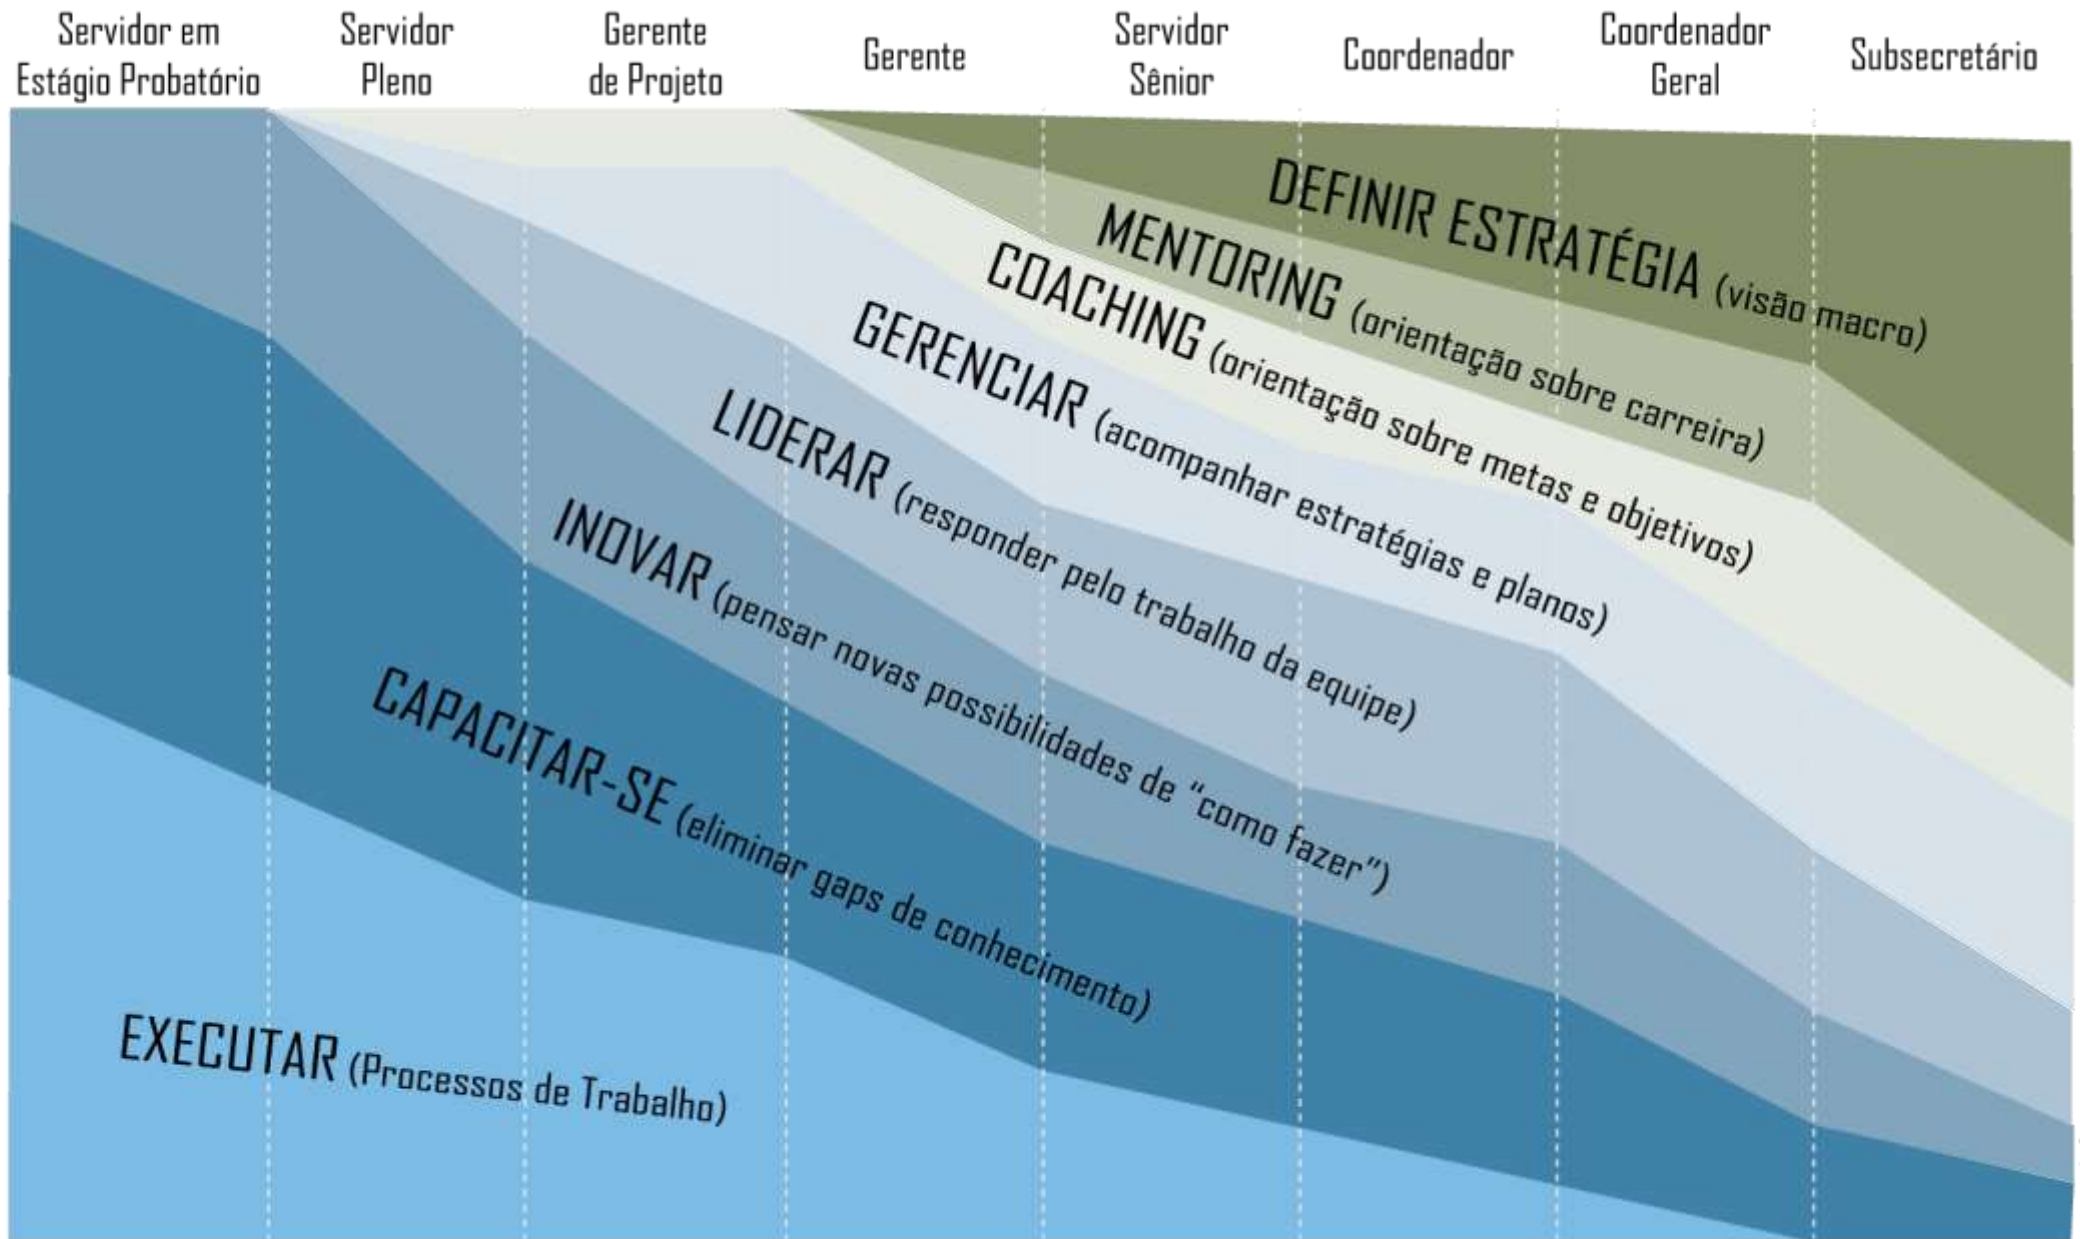 Servidor em
Estágio Probatório
Servidor
Pleno
Gerente
de Projeto
Gerente
Servidor
Sênior
Coordenador
Coordenador
Geral
Subsecretário
DEFINIR ESTRATÉGIA (visão macro)
MENTORING (orientação sobre carreira)
COACHING (orientação sobre metas e objetivos)
GERENCIAR (acompanhar estratégias e planos)
LIDERAR (responder pelo trabalho da equipe)
INOVAR (pensar novas possibilidades de “como fazer”)
CAPACITAR-SE (eliminar gaps de conhecimento)
EXECUTAR (Processos de Trabalho)